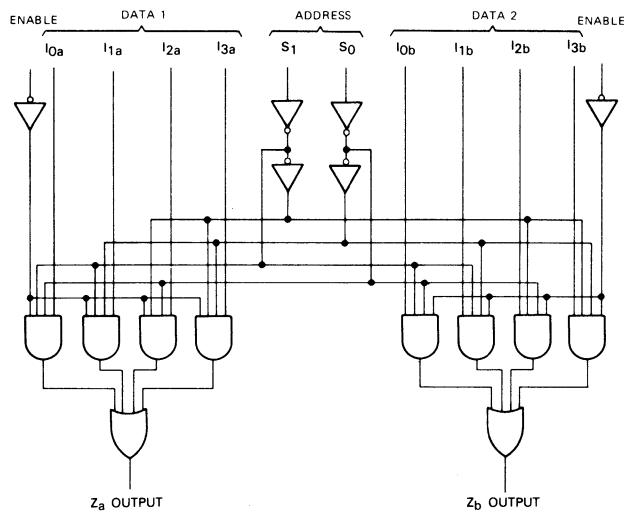 ENABLE DATA 1 ADDRESS DATA 2 ENABLE
I0a I1a I2a I3a S1 S0 I0b I1b I2b I3b
Za OUTPUT Zb OUTPUT